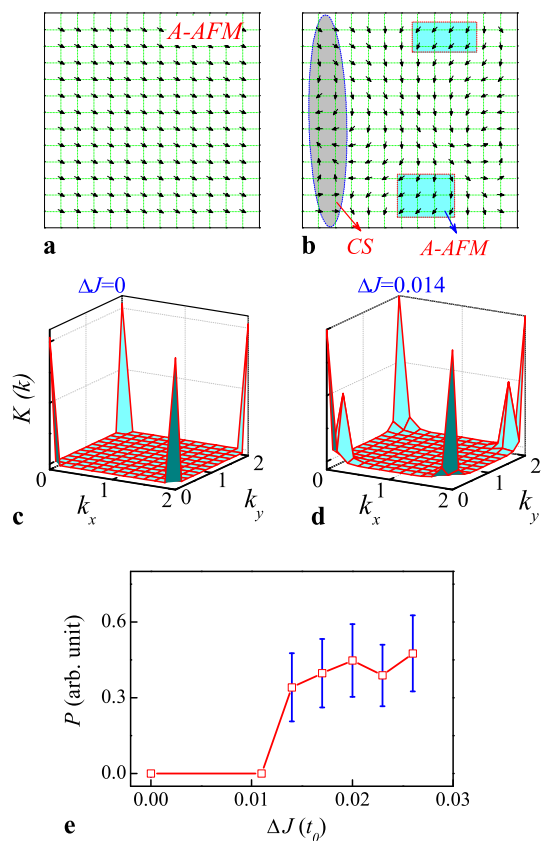 A-AFM
a
b
CS
A-AFM
ΔJ=0
ΔJ=0.014
K (k)
0
1
2
0
1
2
k_x
k_y
c
0
1
2
0
1
2
k_x
k_y
d
P (arb. unit)
0.6
0.3
0.0
0.00
0.01
0.02
0.03
ΔJ (t_0)
e